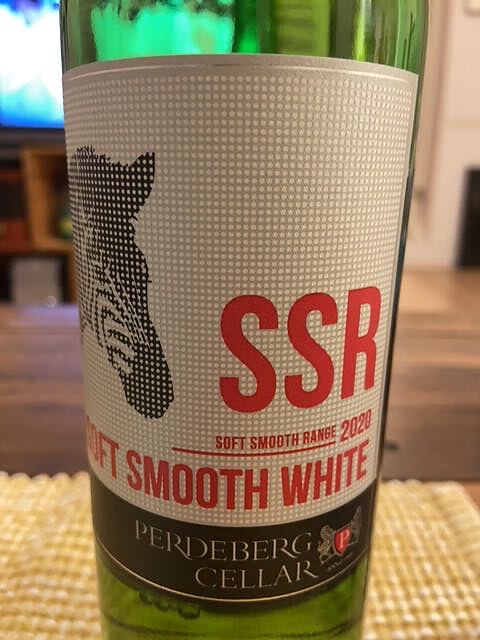 SSR
SOFT SMOOTH RANGE 2020
SOFT SMOOTH WHITE
PERDEBERG
CELLAR
P